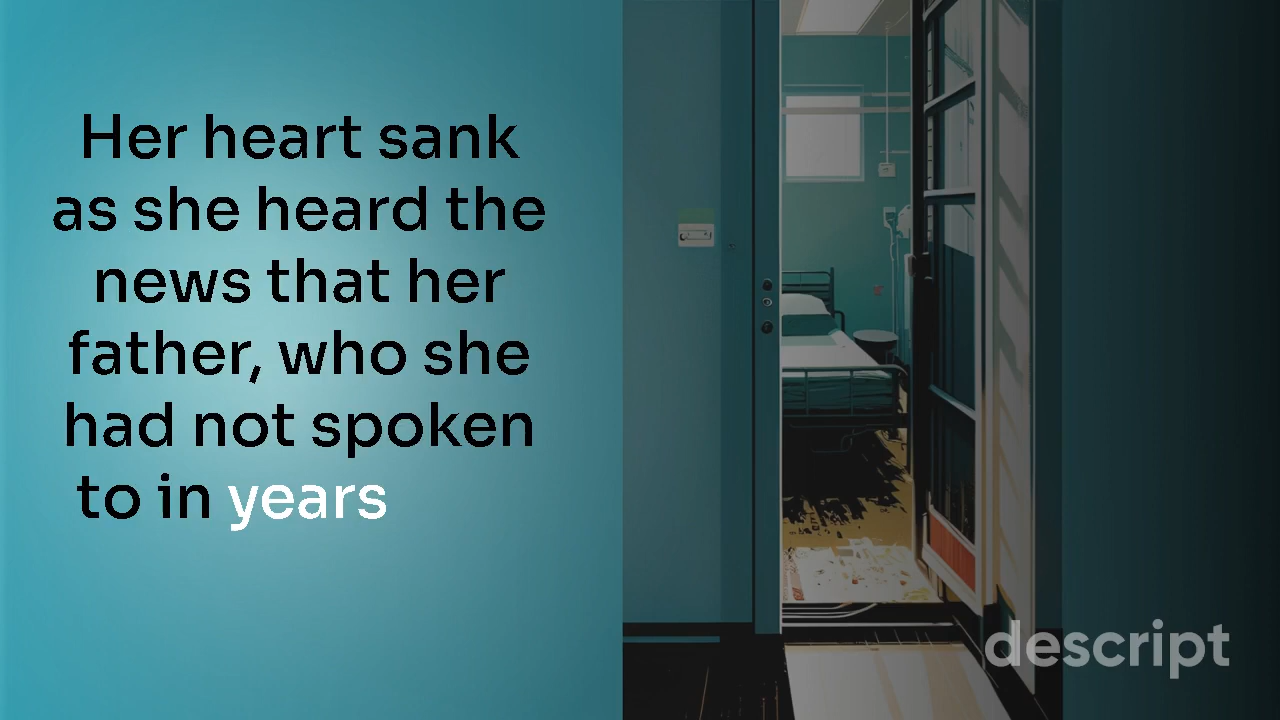 Her heart sank
as she heard the
news that her
father, who she
had not spoken
to in years
descript